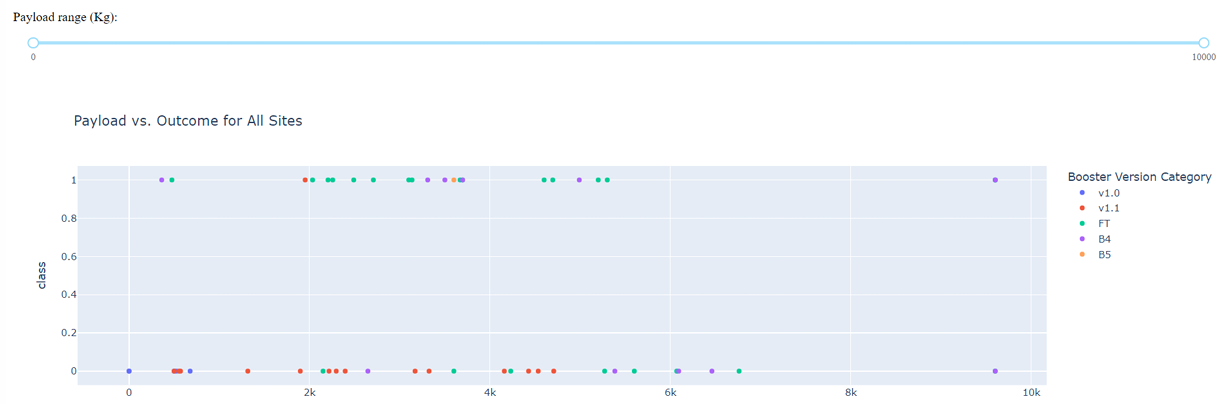 Payload range (Kg):
0
10000
Payload vs. Outcome for All Sites
Booster Version Category
v1.0
v1.1
FT
B4
B5
class
1
0.8
0.6
0.4
0.2
0
0
2k
4k
6k
8k
10k